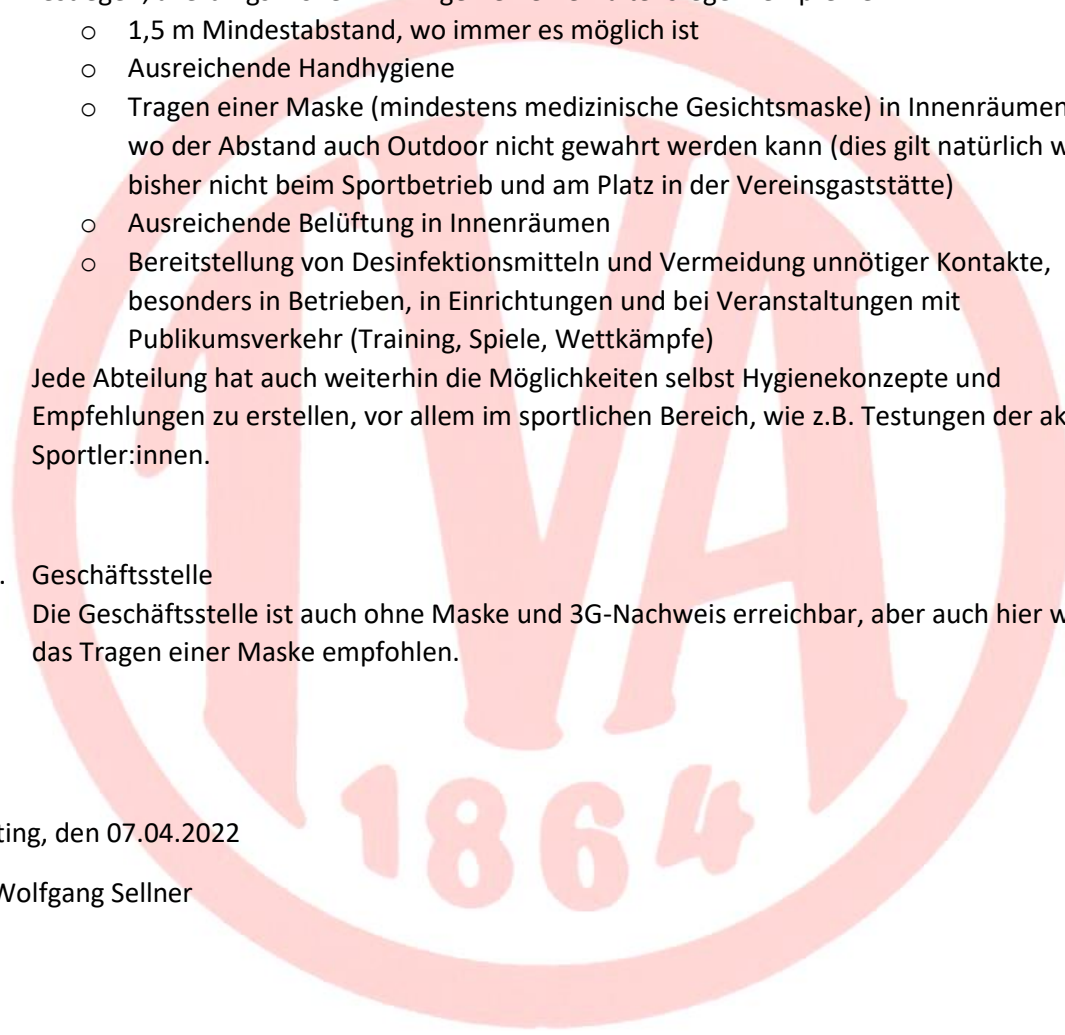 o 1,5 m Mindestabstand, wo immer es möglich ist
o Ausreichende Handhygiene
o Tragen einer Maske (mindestens medizinische Gesichtsmaske) in Innenräumen
wo der Abstand auch Outdoor nicht gewahrt werden kann (dies gilt natürlich
bisher nicht beim Sportbetrieb und am Platz in der Vereinsgaststätte)
o Ausreichende Belüftung in Innenräumen
o Bereitstellung von Desinfektionsmitteln und Vermeidung unnötiger Kontakte,
besonders in Betrieben, in Einrichtungen und bei Veranstaltungen mit
Publikumsverkehr (Training, Spiele, Wettkämpfe)
Jede Abteilung hat auch weiterhin die Möglichkeiten selbst Hygienekonzepte und
Empfehlungen zu erstellen, vor allem im sportlichen Bereich, wie z.B. Testungen der
Sportler:innen.
. Geschäftsstelle
Die Geschäftsstelle ist auch ohne Maske und 3G-Nachweis erreichbar, aber auch hier
das Tragen einer Maske empfohlen.
ting, den 07.04.2022
Wolfgang Sellner
TVA
1864